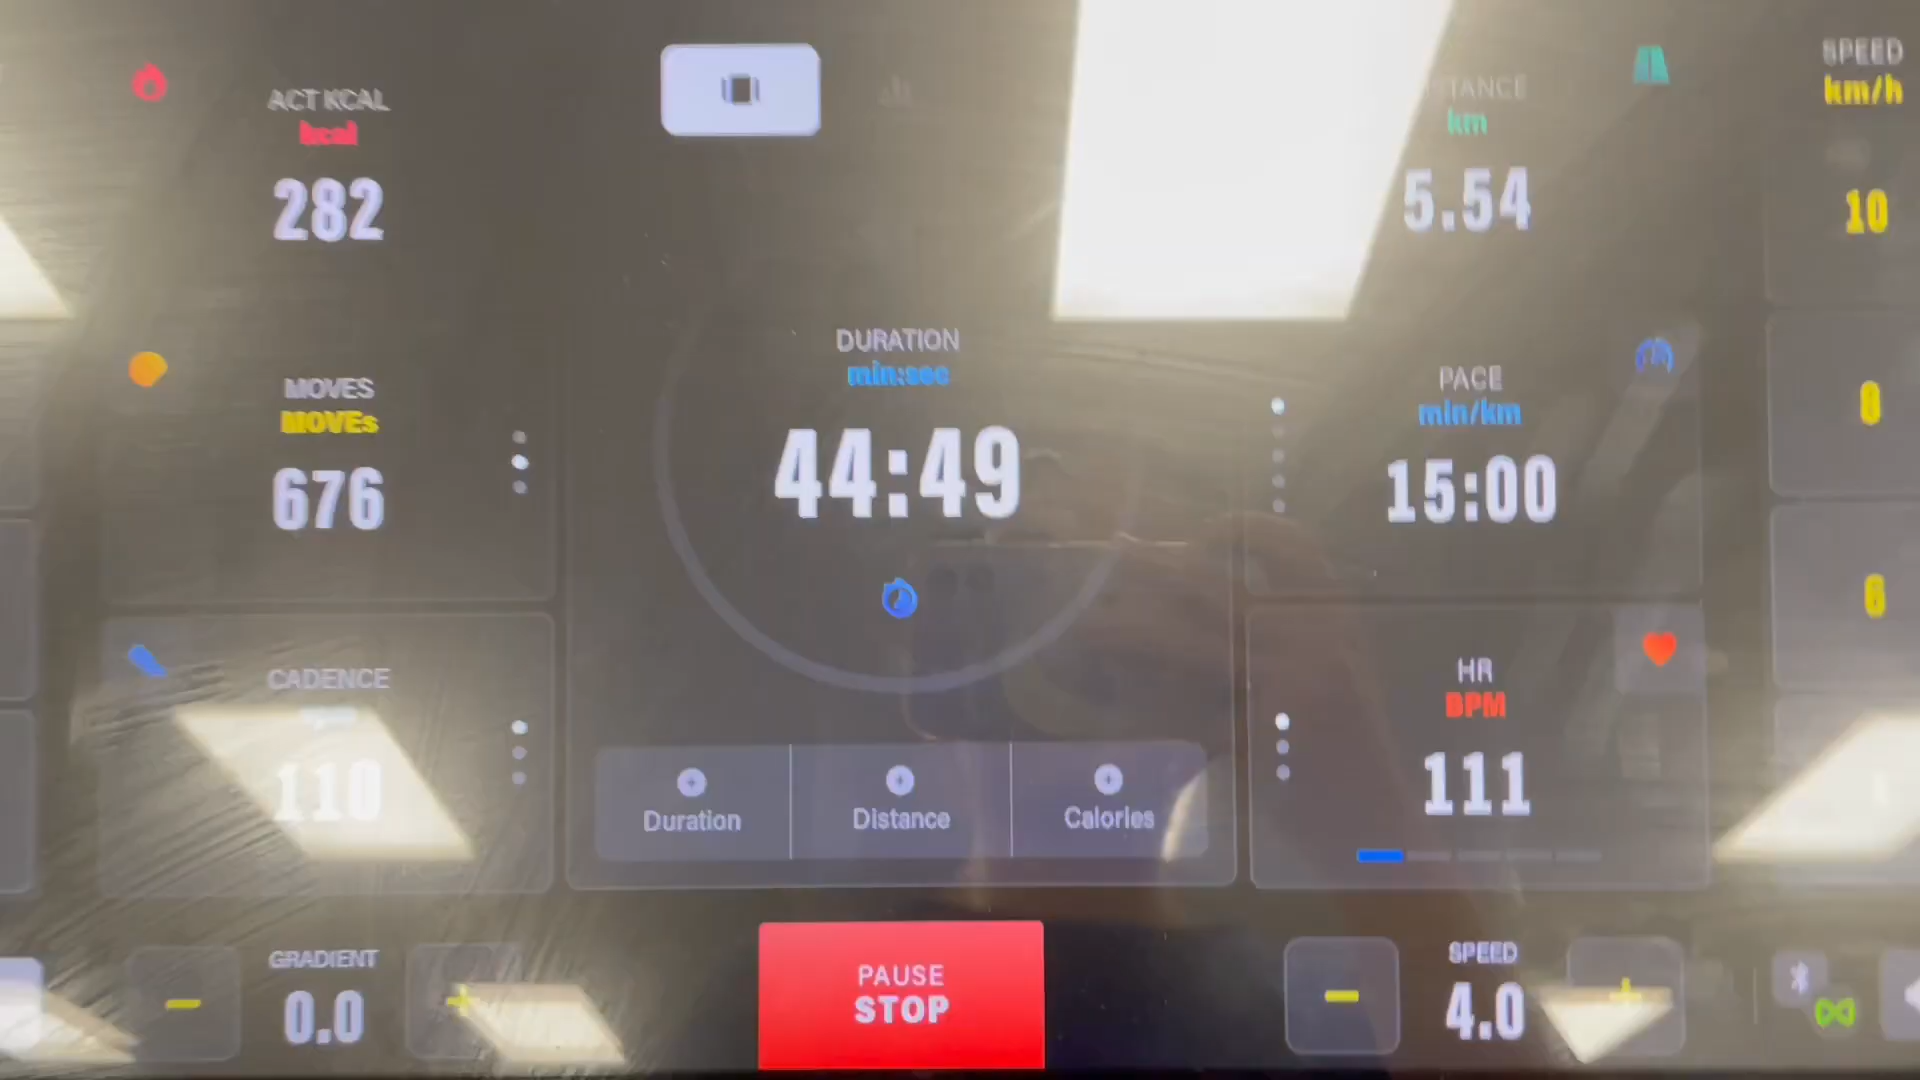 ACT KCAL
kcal
282
MOVES
MOVEs
676
CADENCE
110
GRADIENT
0.0
DURATION
min:sec
44:49
Duration
Distance
Calories
PAUSE
STOP
STANCE
km
5.54
PACE
min/km
15:00
HR
BPM
111
SPEED
4.0
SPEED
km/h
10
8
6